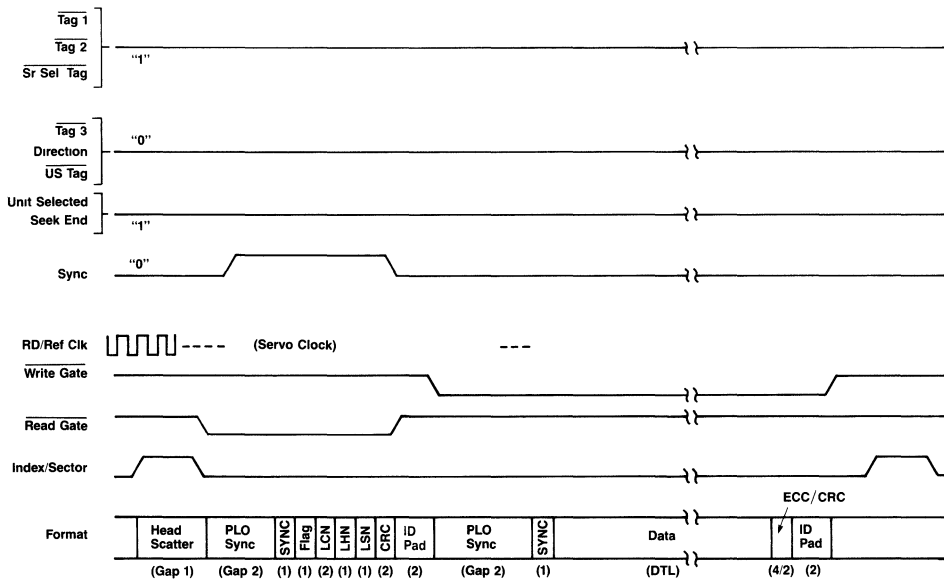 Tag 1
Tag 2
"1"
Sr Sel Tag
Tag 3
"0"
Direction
US Tag
Unit Selected
Seek End
"1"
Sync
"0"
RD/Ref Clk
(Servo Clock)
Write Gate
Read Gate
Index/Sector
ECC/CRC
Format
Head Scatter
PLO Sync
SYNC
Flag
LCN
LHN
LSN
CRC
ID Pad
PLO Sync
SYNC
Data
ID Pad
(Gap 1) (Gap 2) (1) (1) (2) (1) (1) (2) (2) (Gap 2) (1) (DTL) (4/2) (2)